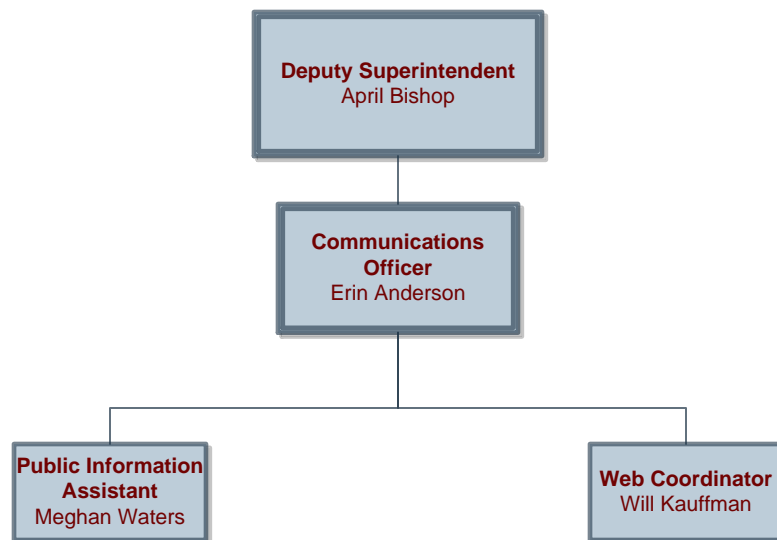 Deputy Superintendent
April Bishop
Communications
Officer
Erin Anderson
Public Information
Assistant
Meghan Waters
Web Coordinator
Will Kauffman